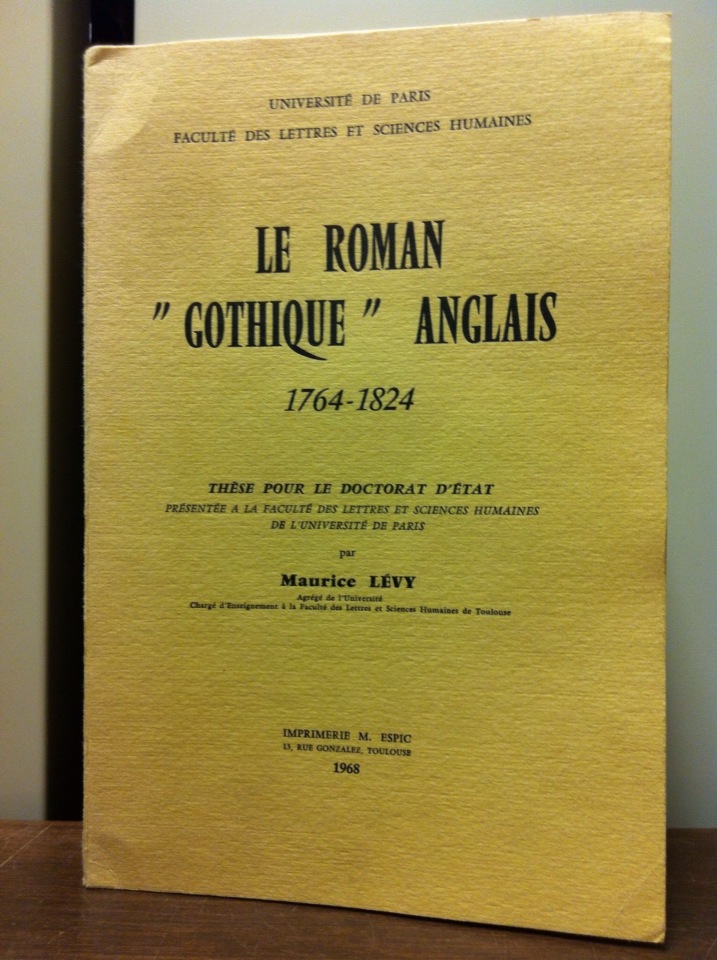 UNIVERSITÉ DE PARIS
FACULTÉ DES LETTRES ET SCIENCES HUMAINES
LE ROMAN
" GOTHIQUE " ANGLAIS
1764-1824
THÈSE POUR LE DOCTORAT D'ÉTAT
PRÉSENTÉE A LA FACULTÉ DES LETTRES ET SCIENCES HUMAINES
DE L'UNIVERSITÉ DE PARIS
par
Maurice LÉVY
Agrégé de l'Université
Chargé d'Enseignement à la Faculté des Lettres et Sciences Humaines de Toulouse
IMPRIMERIE M. ESPIC
13, RUE GONZALEZ, TOULOUSE
1968